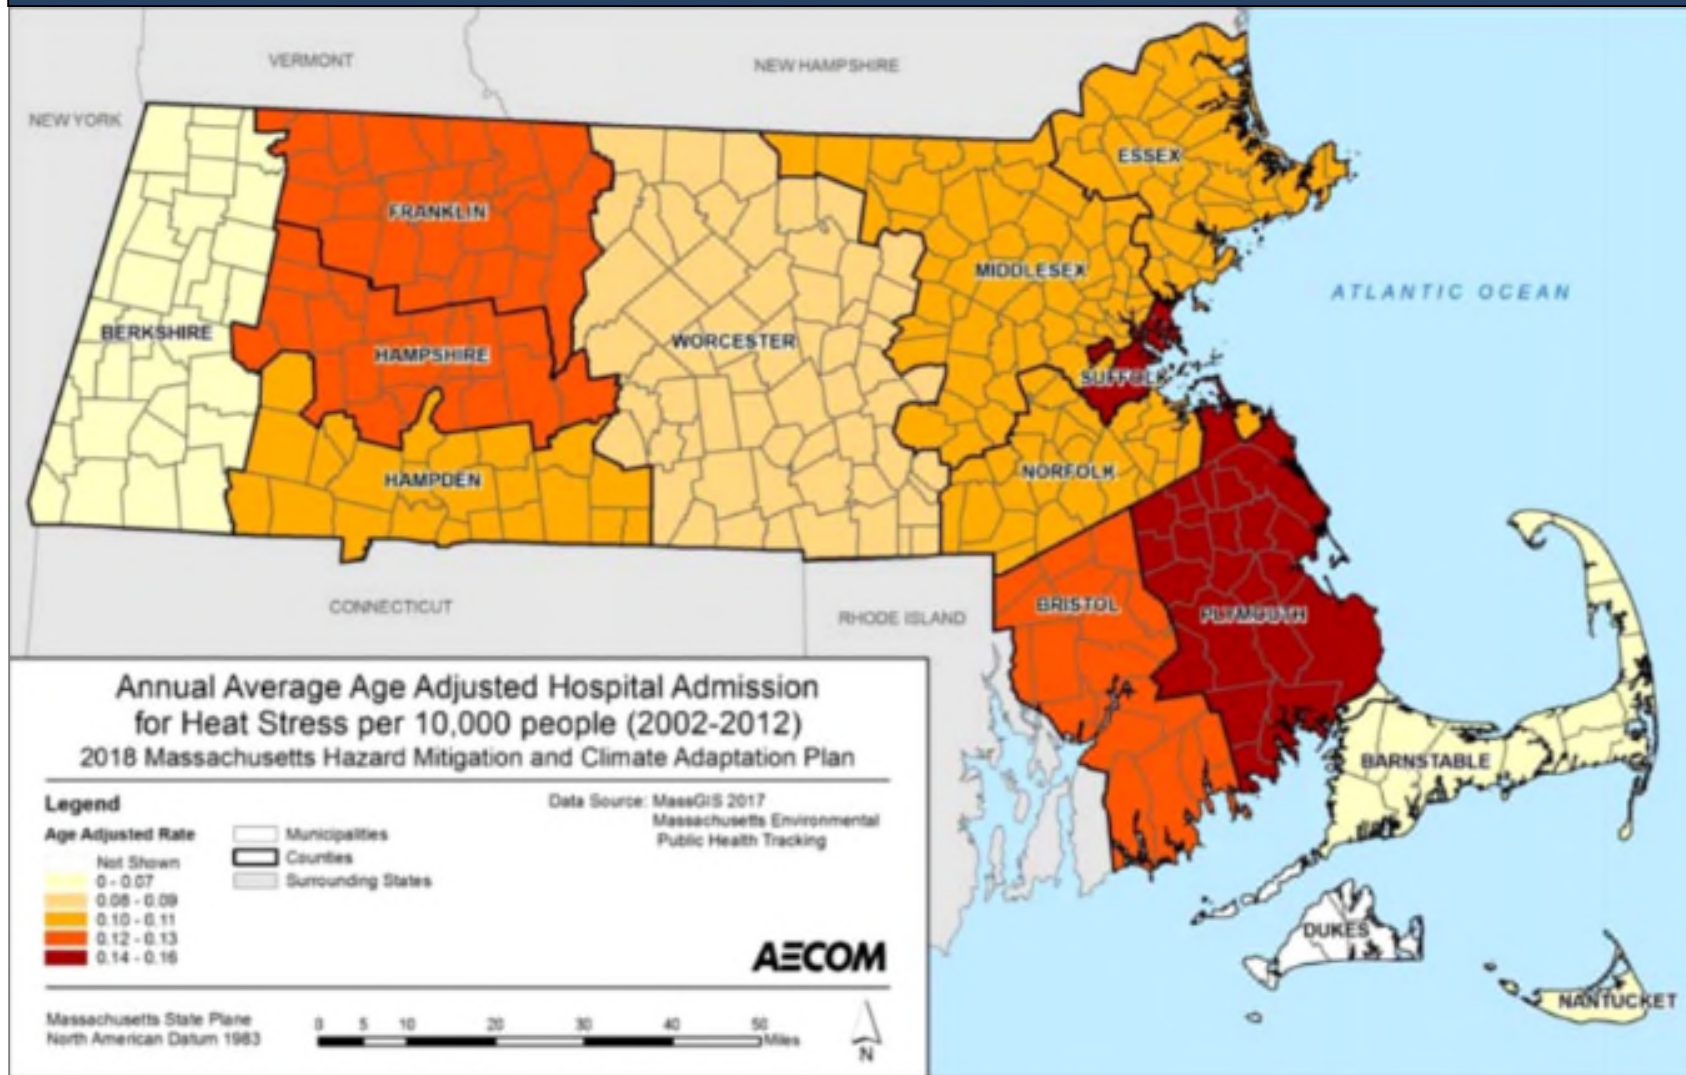 VERMONT
NEW HAMPSHIRE
NEW YORK
ESSEX
FRANKLIN
MIDDLESEX
ATLANTIC OCEAN
BERKSHIRE
WORCESTER
HAMPSHIRE
SUFFOLK
NORFOLK
HAMPDEN
CONNECTICUT
BRISTOL
RHODE ISLAND
PLYMOUTH
BARNSTABLE
DUKES
NANTUCKET
Annual Average Age Adjusted Hospital Admission
for Heat Stress per 10,000 people (2002-2012)
2018 Massachusetts Hazard Mitigation and Climate Adaptation Plan
Legend
Age Adjusted Rate
Not Shown
0 - 0.07
0.08 - 0.09
0.10 - 0.11
0.12 - 0.13
0.14 - 0.16
Municipalities
Counties
Surrounding States
Data Source: MassGIS 2017
Massachusetts Environmental
Public Health Tracking
AECOM
Massachusetts State Plane
North American Datum 1983
0 5 10 20 30 40 50
Miles
N